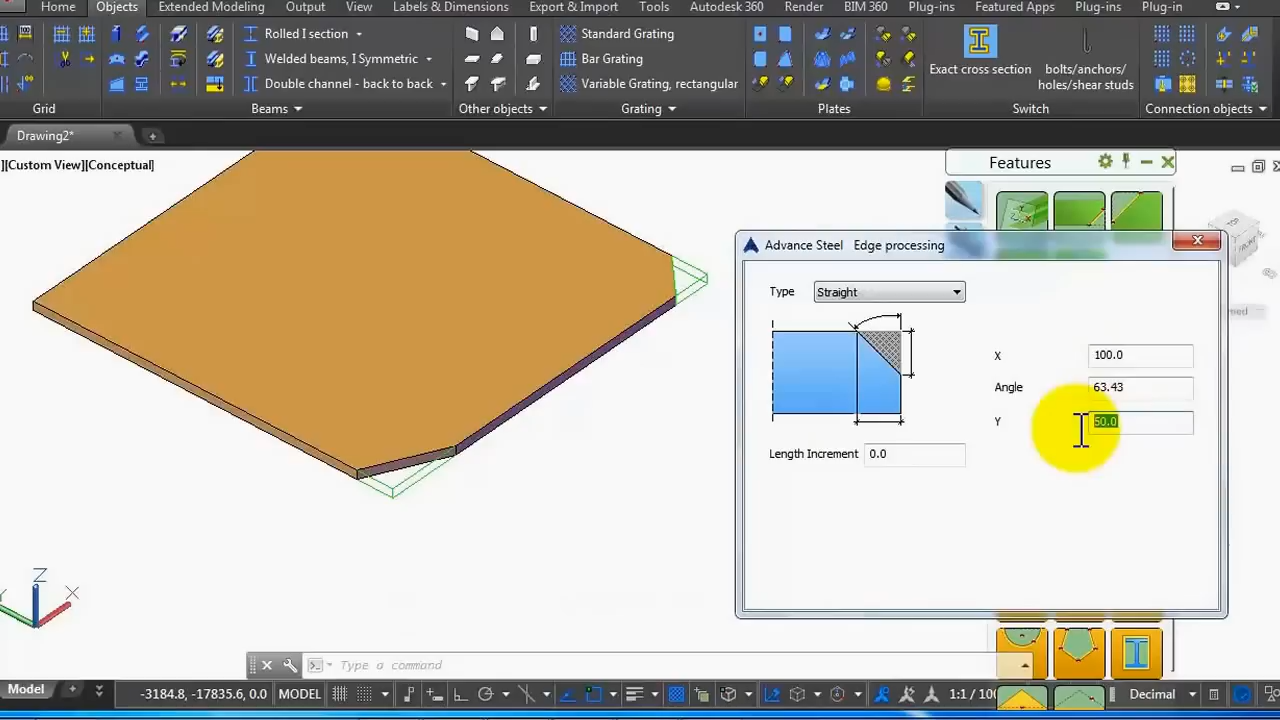 Home Objects Extended Modeling Output View Labels & Dimensions Export & Import Tools Autodesk 360 Render BIM 360 Plug-ins Featured Apps Plug-ins Plug-in
Rolled I section Standard Grating
Welded beams, I Symmetric Bar Grating Exact cross section bolts/anchors/
Double channel - back to back Variable Grating, rectangular holes/shear studs
Grid Beams Other objects Grating Plates Switch Connection objects
Drawing2*
][Custom View][Conceptual] Features
FRONT
Advance Steel Edge processing
Type Straight
X 100.0
Angle 63.43
Y 50.0
Length Increment 0.0
Z
X
Type a command
Model -3184.8, -17835.6, 0.0 MODEL 1:1 / 100 Decimal